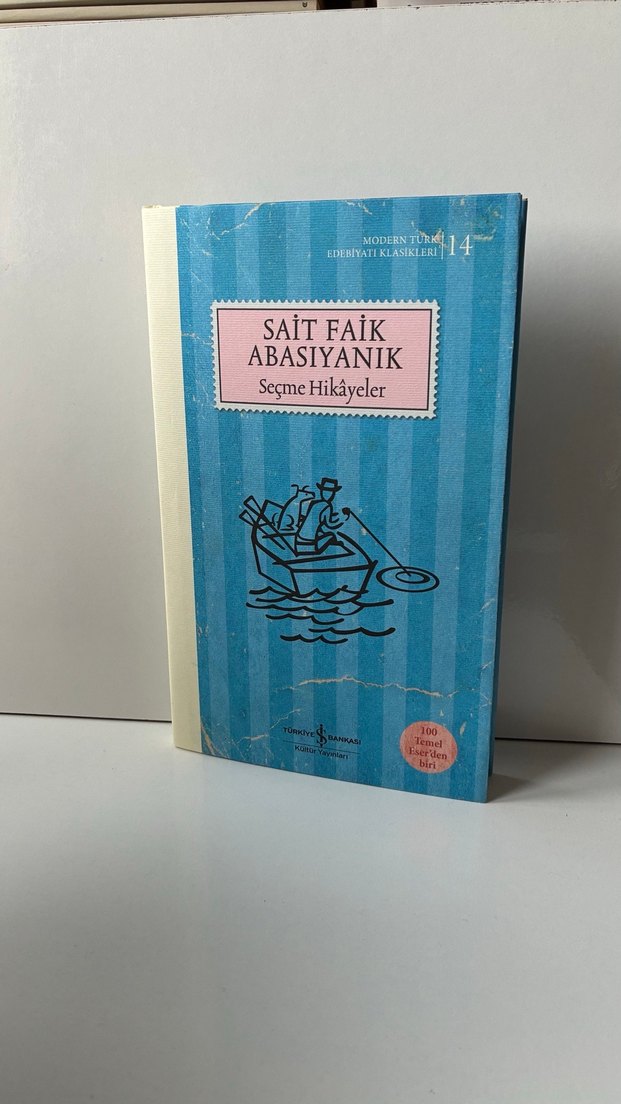 MODERN TÜRK
EDEBİYATI KLASİKLERİ
14
SAİT FAİK
ABASIYANIK
Seçme Hikâyeler
TÜRKİYE İŞ BANKASI
Kültür Yayınları
100
Temel
Eser'den
biri